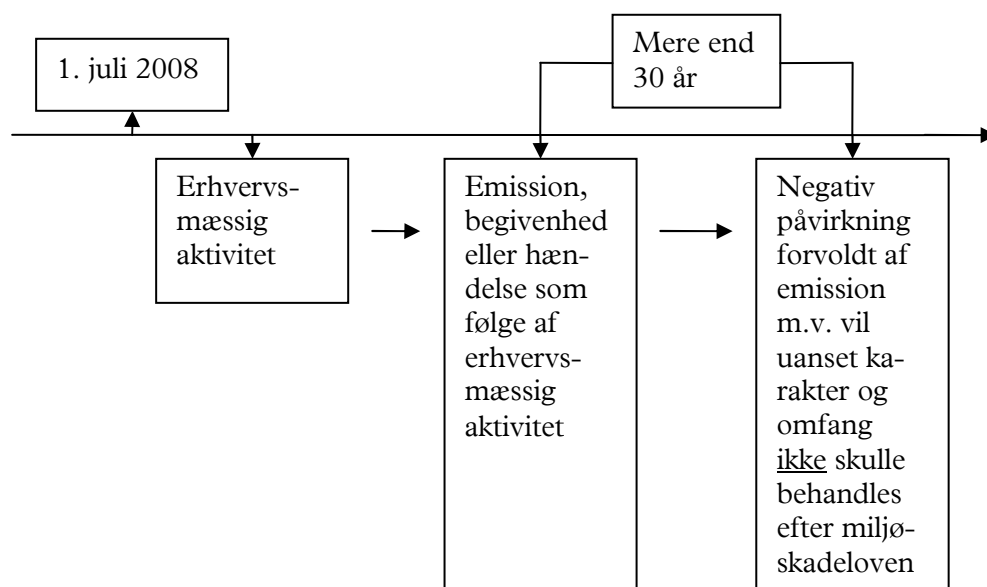 1. juli 2008
Mere end
30 år
Erhvervs-
mæssig
aktivitet
Emission,
begivenhed
eller hæn-
delse som
følge af
erhvervs-
mæssig
aktivitet
Negativ
påvirkning
forvoldt af
emission
m.v. vil
uanset ka-
rakter og
omfang
ikke skulle
behandles
efter miljø-
skadeloven